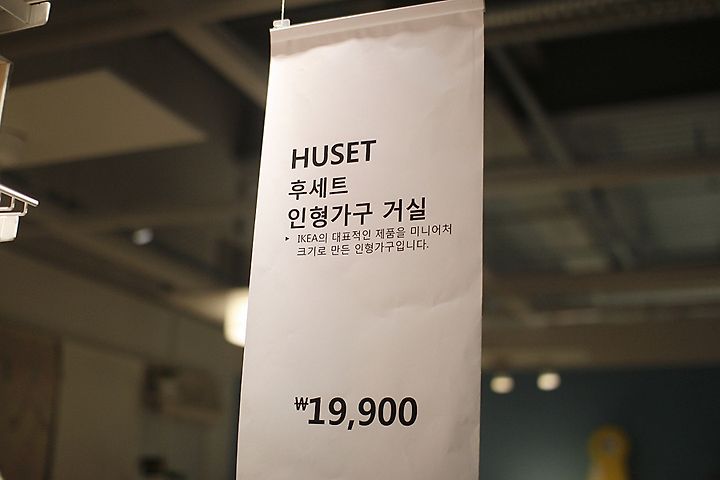 HUSET
후세트
인형가구 거실
▸ IKEA의 대표적인 제품을 미니어처
크기로 만든 인형가구입니다.
₩19,900